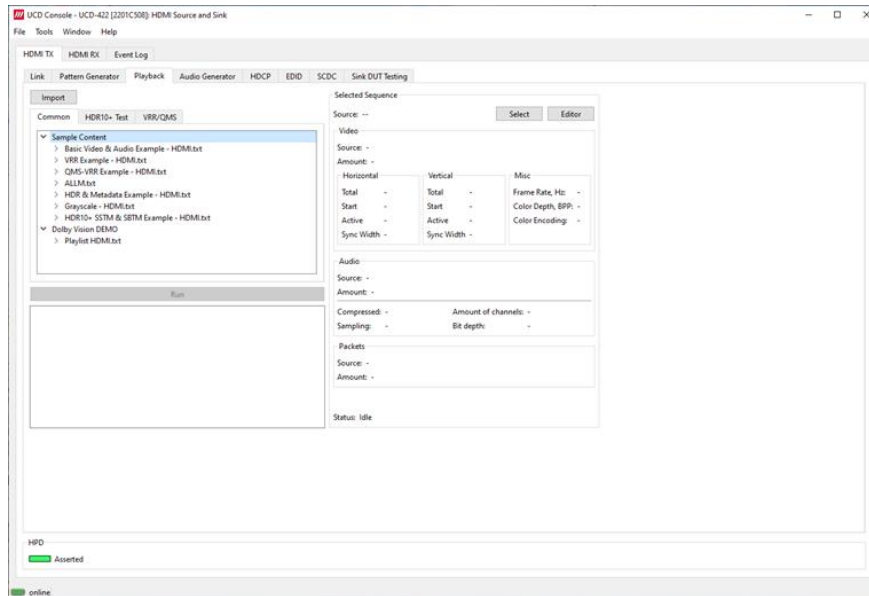 UCD Console - UCD-422 [2201C508]: HDMI Source and Sink
File Tools Window Help
HDMI TX HDMI RX Event Log
Link Pattern Generator Playback Audio Generator HDCP EDID SCDC Sink DUT Testing
Import
Common HDR10+ Test VRR/QMS
Sample Content
Basic Video & Audio Example - HDMI.txt
VRR Example - HDMI.txt
QMS-VRR Example - HDMI.txt
ALLM.txt
HDR & Metadata Example - HDMI.txt
Grayscale - HDMI.txt
HDR10+ SSTM & SBTM Example - HDMI.txt
Dolby Vision DEMO
Playlist HDMI.txt
Run
Selected Sequence
Source: -- Select Editor
Video
Source: -
Amount: -
Horizontal Vertical Misc
Total - Total - Frame Rate, Hz: -
Start - Start - Color Depth, BPP: -
Active - Active - Color Encoding: -
Sync Width - Sync Width -
Audio
Source: -
Amount: -
Compressed: - Amount of channels: -
Sampling: - Bit depth: -
Packets
Source: -
Amount: -
Status: Idle
HPD
Asserted
online